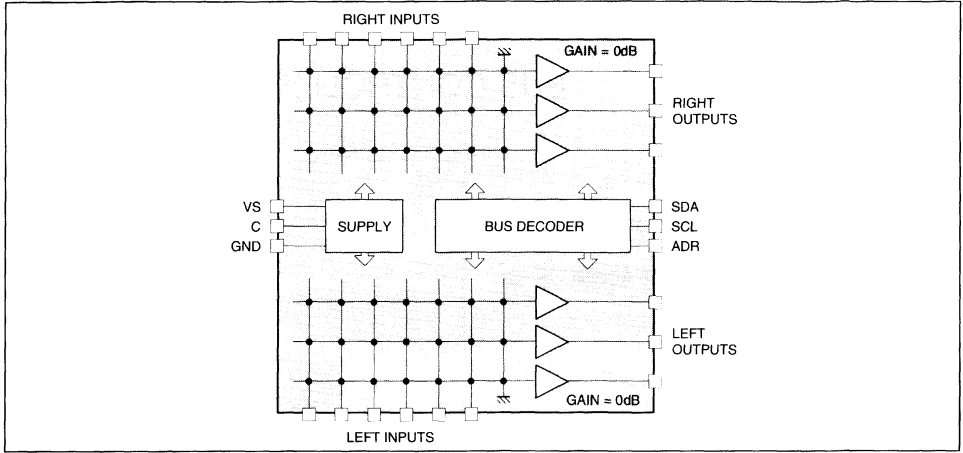 RIGHT INPUTS
GAIN = 0dB
RIGHT
OUTPUTS
VS
C
GND
SUPPLY
BUS DECODER
SDA
SCL
ADR
LEFT
OUTPUTS
GAIN = 0dB
LEFT INPUTS